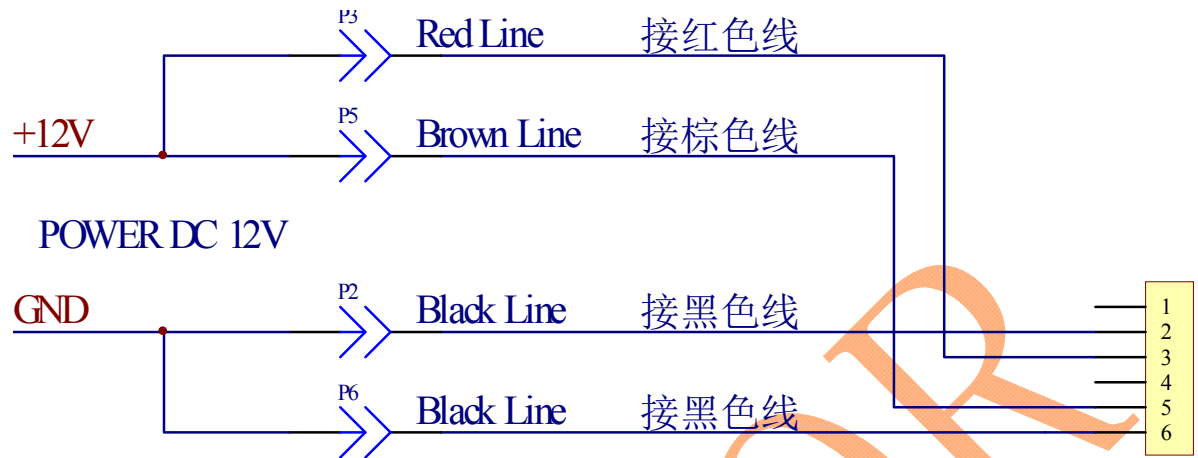 P3
Red Line 接红色线
+12V
P5
Brown Line 接棕色线
POWER DC 12V
GND
P2
Black Line 接黑色线
P6
Black Line 接黑色线
1
2
3
4
5
6
OR